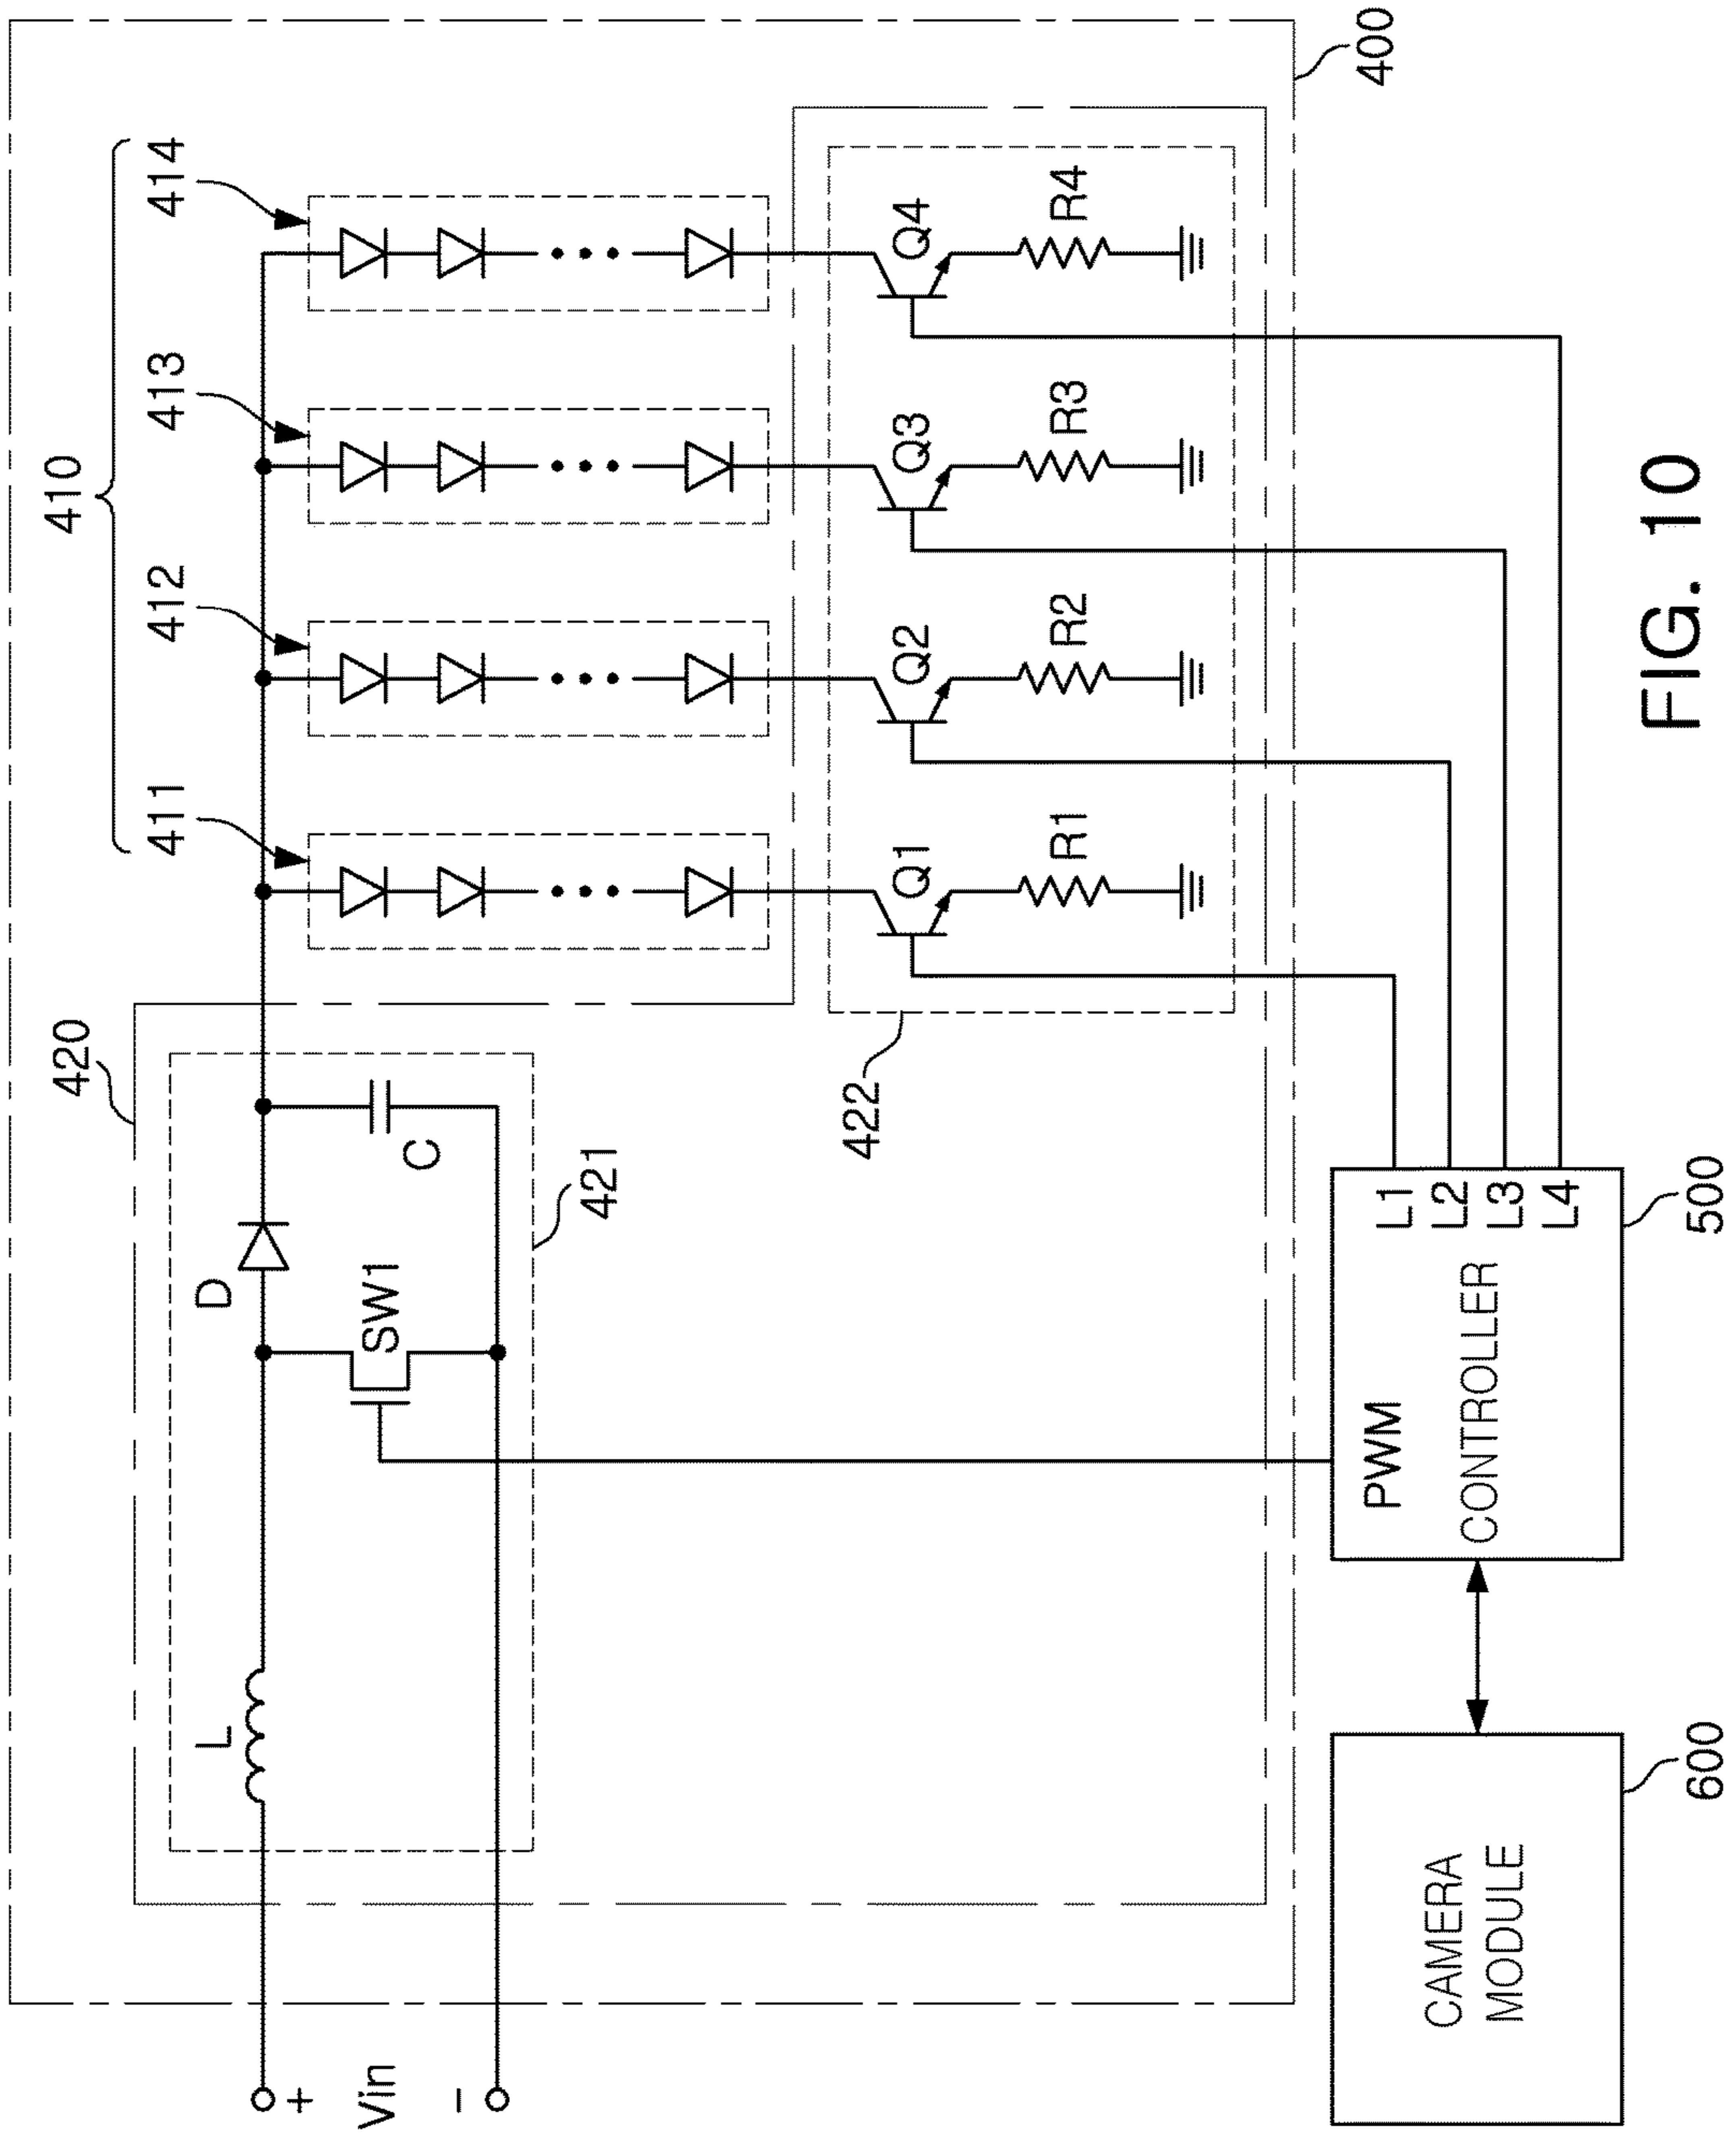 410
411
412
413
414
420
D
L
SW1
C
+
Vin
−
421
422
Q1
Q2
Q3
Q4
R1
R2
R3
R4
400
PWM
L1
L2
L3
L4
CONTROLLER
500
CAMERA
MODULE
600
FIG. 10